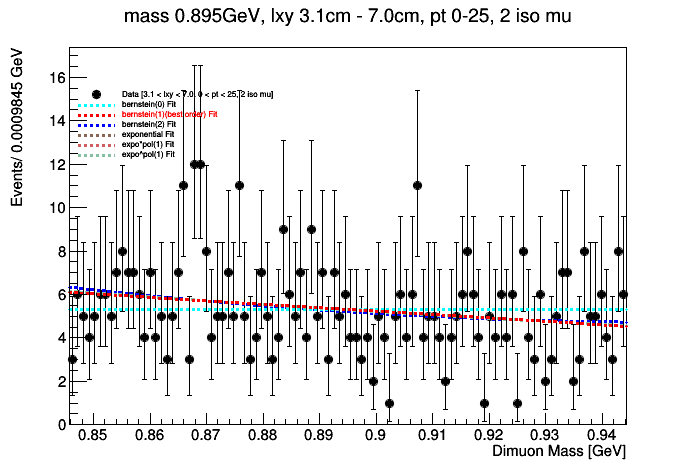 mass 0.895GeV, lxy 3.1cm - 7.0cm, pt 0-25, 2 iso mu
Events/ 0.0009845 GeV
16
14
12
10
8
6
4
2
0
Data [3.1 < lxy < 7.0, 0 < pt < 25, 2 iso mu]
bernstein(0) Fit
bernstein(1)(best order) Fit
bernstein(2) Fit
exponential Fit
expo*pol(1) Fit
expo^pol(1) Fit
0.85 0.86 0.87 0.88 0.89 0.9 0.91 0.92 0.93 0.94
Dimuon Mass [GeV]